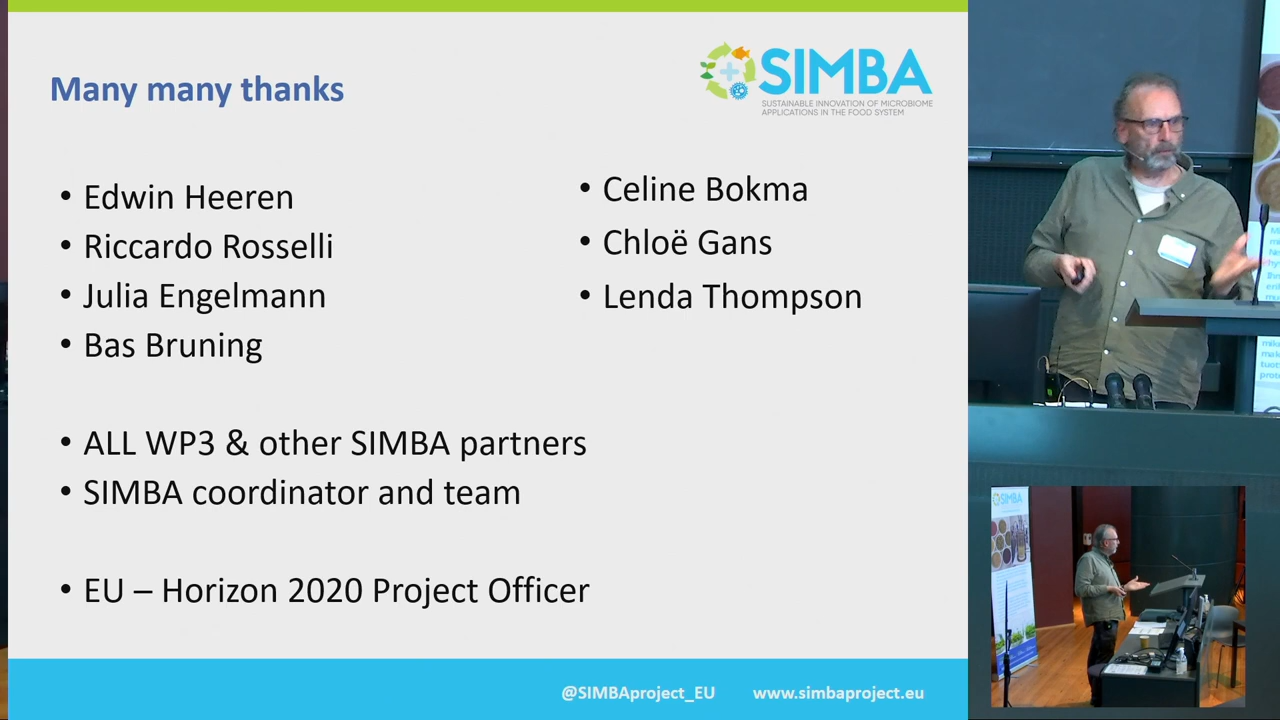 Many many thanks
SIMBA
SUSTAINABLE INNOVATION OF MICROBIOME
APPLICATIONS IN THE FOOD SYSTEM
• Edwin Heeren
• Riccardo Rosselli
• Julia Engelmann
• Bas Bruning
• Celine Bokma
• Chloë Gans
• Lenda Thompson
• ALL WP3 & other SIMBA partners
• SIMBA coordinator and team
• EU – Horizon 2020 Project Officer
@SIMBAproject_EU www.simbaproject.eu
SIMBA